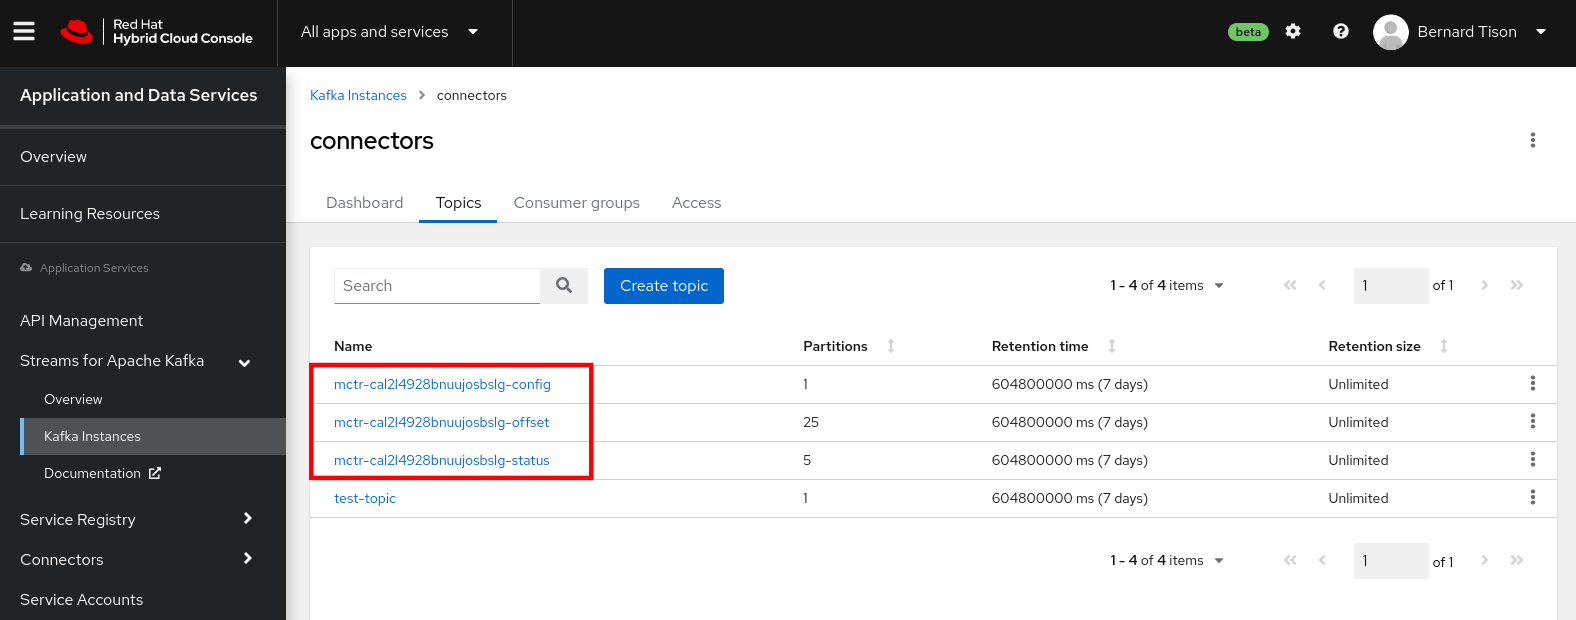 Red Hat
Hybrid Cloud Console
All apps and services
beta
Bernard Tison
Application and Data Services
Overview
Learning Resources
Application Services
API Management
Streams for Apache Kafka
Overview
Kafka Instances
Documentation
Service Registry
Connectors
Service Accounts
Kafka Instances connectors
connectors
Dashboard Topics Consumer groups Access
Search Create topic 1 - 4 of 4 items 1 of 1
Name Partitions Retention time Retention size
mctr-cal2l4928bnuujosbslg-config 1 604800000 ms (7 days) Unlimited
mctr-cal2l4928bnuujosbslg-offset 25 604800000 ms (7 days) Unlimited
mctr-cal2l4928bnuujosbslg-status 5 604800000 ms (7 days) Unlimited
test-topic 1 604800000 ms (7 days) Unlimited
1 - 4 of 4 items 1 of 1